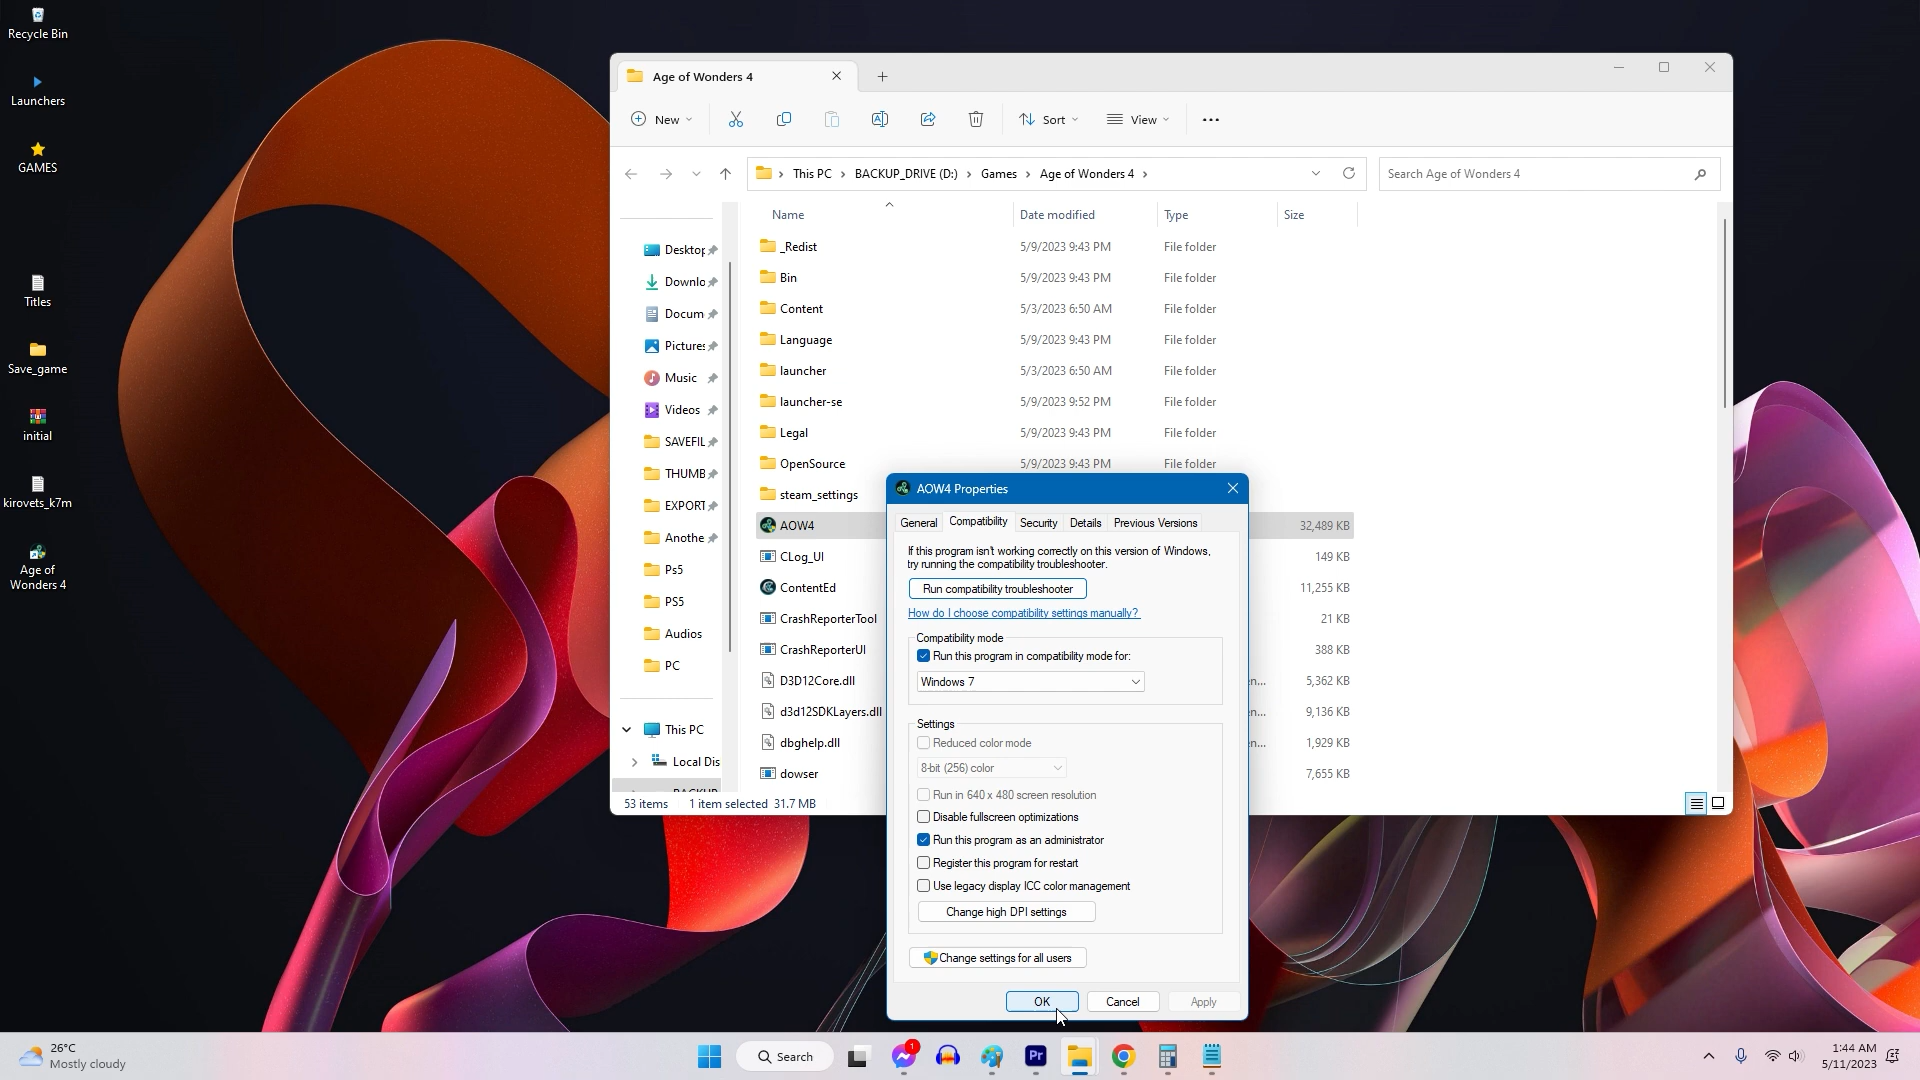 Recycle Bin
Launchers
GAMES
Titles
Save_game
initial
kirovets_k7m
Age of
Wonders 4
Age of Wonders 4
New
Sort
View
This PC
BACKUP_DRIVE (D:)
Games
Age of Wonders 4
Search Age of Wonders 4
Name
Date modified
Type
Size
Desktop
Downlo
Docum
Pictures
Music
Videos
SAVEFIL
THUMB
EXPORT
Anothe
Ps5
PS5
Audios
PC
This PC
Local Dis
_Redist 5/9/2023 9:43 PM File folder
Bin 5/9/2023 9:43 PM File folder
Content 5/3/2023 6:50 AM File folder
Language 5/9/2023 9:43 PM File folder
launcher 5/3/2023 6:50 AM File folder
launcher-se 5/9/2023 9:52 PM File folder
Legal 5/9/2023 9:43 PM File folder
OpenSource 5/9/2023 9:43 PM File folder
steam_settings
AOW4 32,489 KB
CLog_UI 149 KB
ContentEd 11,255 KB
CrashReporterTool 21 KB
CrashReporterUI 388 KB
D3D12Core.dll en... 5,362 KB
d3d12SDKLayers.dll en... 9,136 KB
dbghelp.dll en... 1,929 KB
dowser 7,655 KB
53 items 1 item selected 31.7 MB
AOW4 Properties
General Compatibility Security Details Previous Versions
If this program isn't working correctly on this version of Windows,
try running the compatibility troubleshooter.
Run compatibility troubleshooter
How do I choose compatibility settings manually?
Compatibility mode
Run this program in compatibility mode for:
Windows 7
Settings
Reduced color mode
8-bit (256) color
Run in 640 x 480 screen resolution
Disable fullscreen optimizations
Run this program as an administrator
Register this program for restart
Use legacy display ICC color management
Change high DPI settings
Change settings for all users
OK Cancel Apply
26°C
Mostly cloudy
Search
1
Pr
1:44 AM
5/11/2023